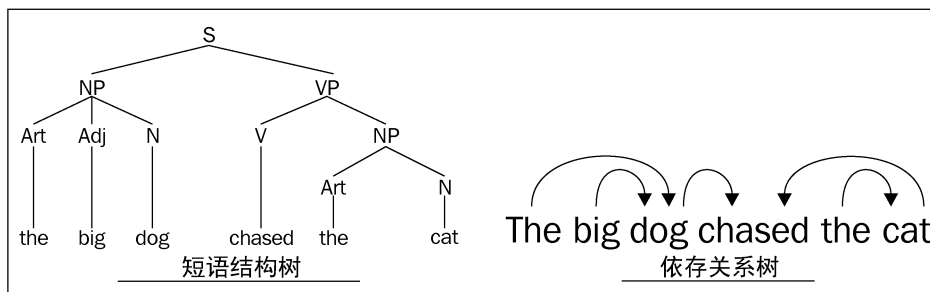 S
NP VP
Art Adj N V NP
Art N
the big dog chased the cat
The big dog chased the cat
短语结构树
依存关系树